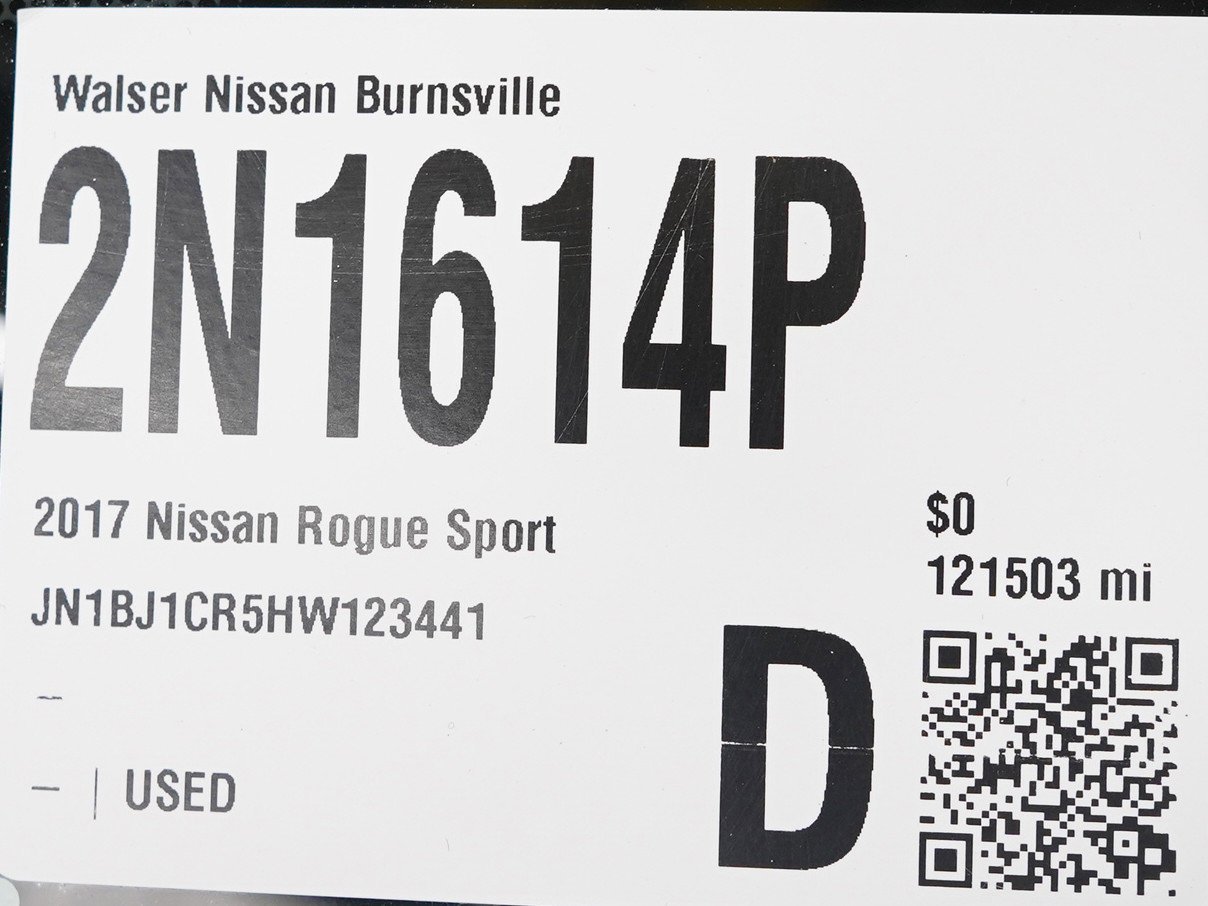 Walser Nissan Burnsville
2N1614P
2017 Nissan Rogue Sport
$0
121503 mi
JN1BJ1CR5HW123441
–
– | USED
D